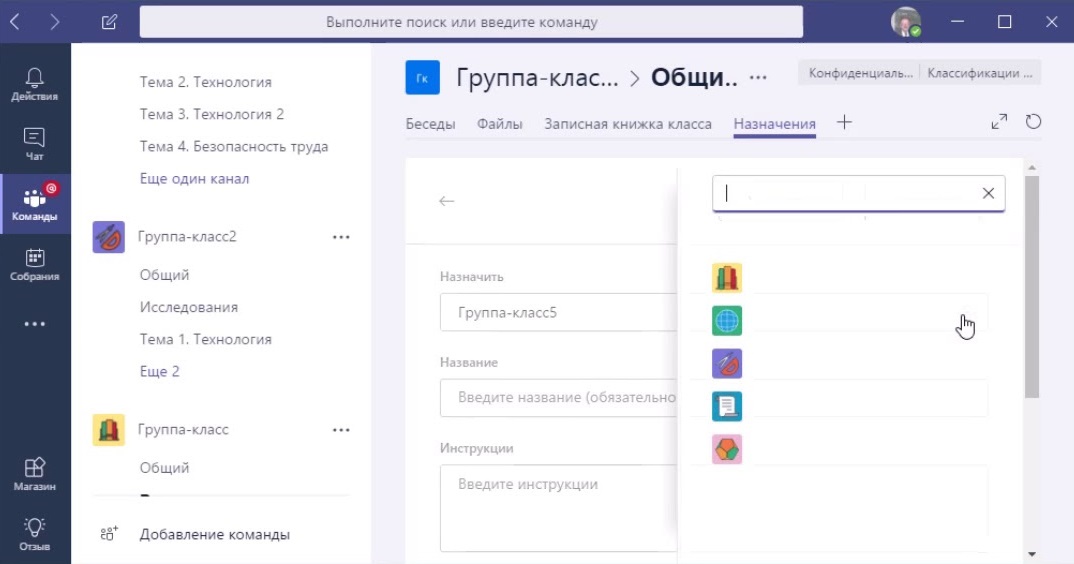 Выполните поиск или введите команду
Действия
Чат
Команды
Собрания
Магазин
Отзыв
Тема 2. Технология
Тема 3. Технология 2
Тема 4. Безопасность труда
Еще один канал
Группа-класс2
Общий
Исследования
Тема 1. Технология
Еще 2
Группа-класс
Общий
Добавление команды
Гк
Группа-клас... > Общи.. ...
Конфиденциаль...
Классификации ...
Беседы
Файлы
Записная книжка класса
Назначения
Назначить
Группа-класс5
Название
Введите название (обязательно
Инструкции
Введите инструкции